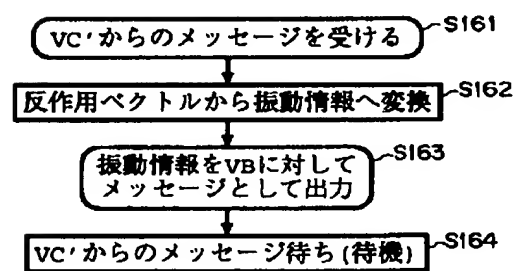 VC'からのメッセージを受ける
S161
反作用ベクトルから振動情報へ変換
S162
振動情報をVBに対して
メッセージとして出力
S163
VC'からのメッセージ待ち(待機)
S164